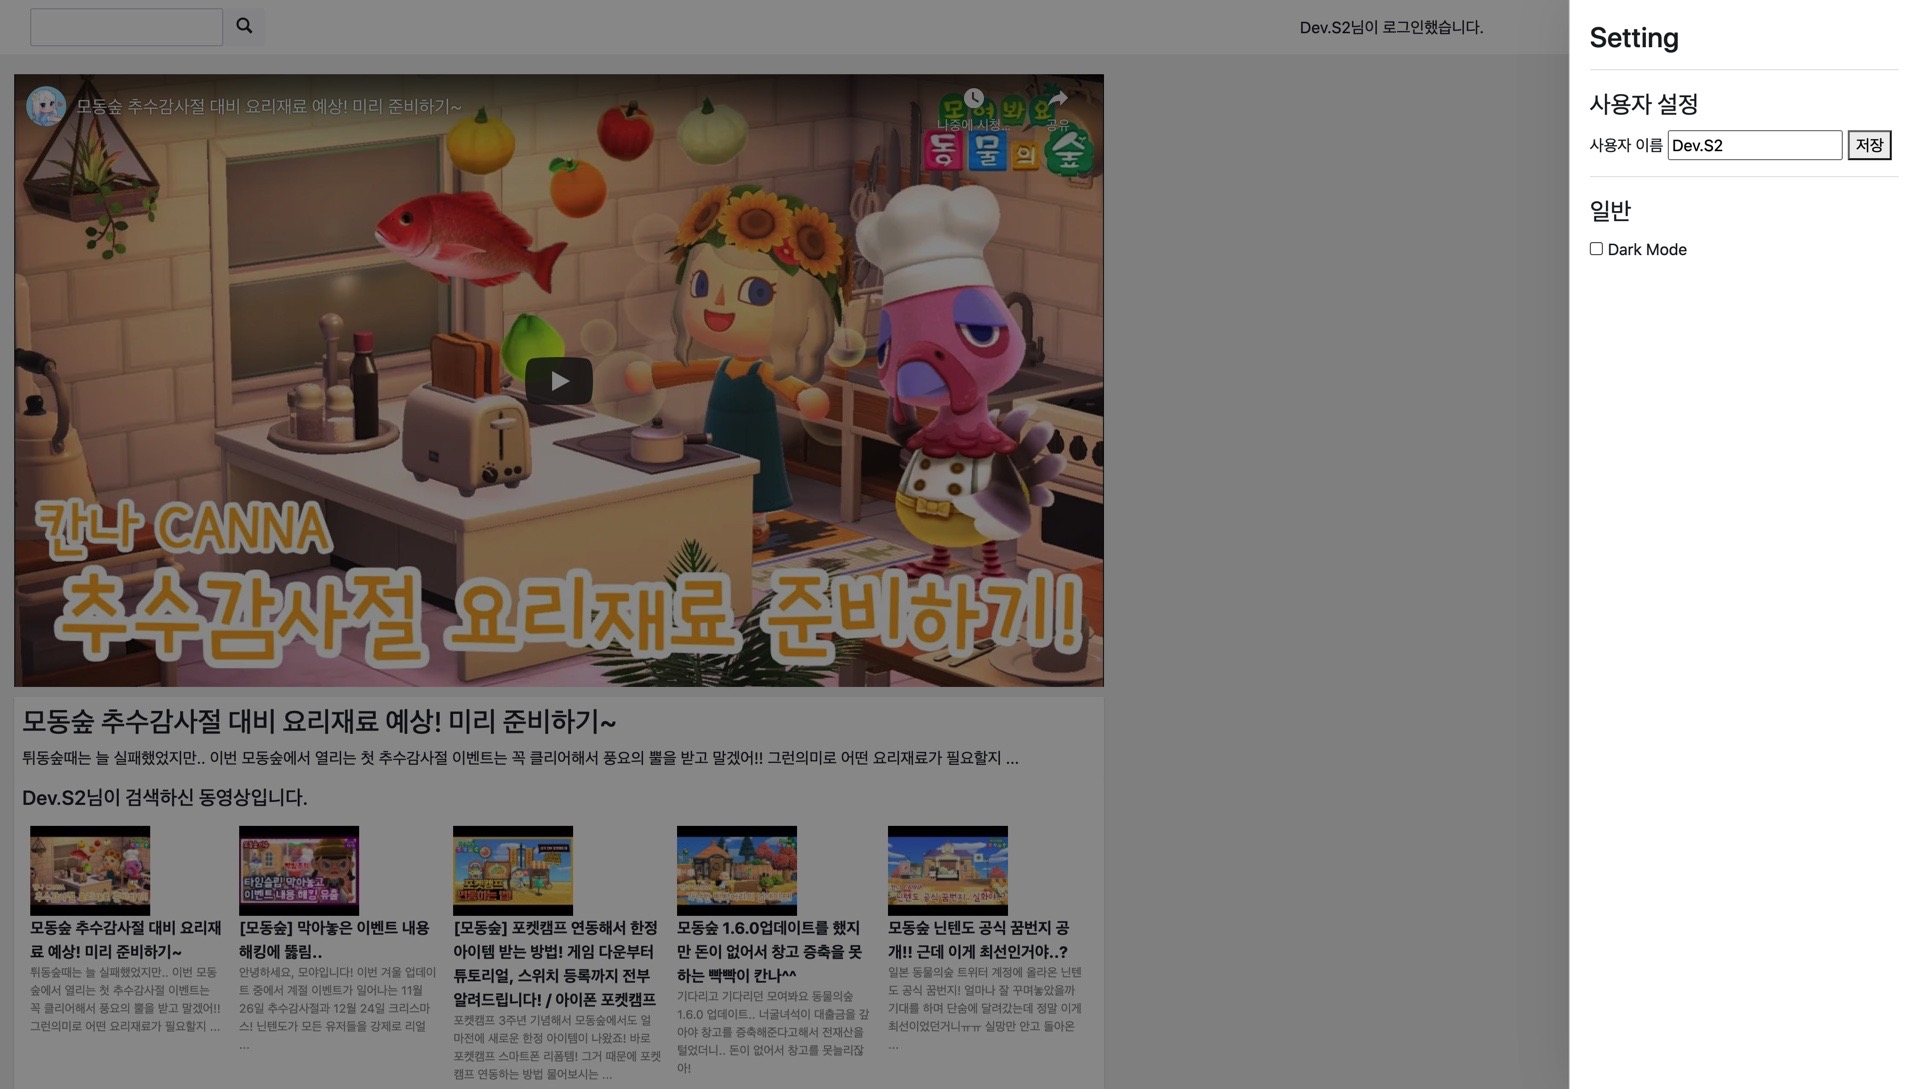 Dev.S2님이 로그인했습니다.
모동숲 추수감사절 대비 요리재료 예상! 미리 준비하기~
나중에 시청...
공유
모여봐요
동물의숲
칸나 CANNA
추수감사절 요리재료 준비하기!
모동숲 추수감사절 대비 요리재료 예상! 미리 준비하기~
튀동숲때는 늘 실패했었지만.. 이번 모동숲에서 열리는 첫 추수감사절 이벤트는 꼭 클리어해서 풍요의 뿔을 받고 말겠어!! 그런의미로 어떤 요리재료가 필요할지 ...
Dev.S2님이 검색하신 동영상입니다.
모동숲 추수감사절 대비 요리재
료 예상! 미리 준비하기~
튀동숲때는 늘 실패했었지만.. 이번 모동
숲에서 열리는 첫 추수감사절 이벤트는
꼭 클리어해서 풍요의 뿔을 받고 말겠어!!
그런의미로 어떤 요리재료가 필요할지 ...
타임슬립 막아놓고
이벤트 내용 해킹 유출
[모동숲] 막아놓은 이벤트 내용
해킹에 뚫림..
안녕하세요, 모야입니다! 이번 겨울 업데이
트 중에서 계절 이벤트가 일어나는 11월
26일 추수감사절과 12월 24일 크리스마
스! 닌텐도가 모든 유저들을 강제로 리얼
...
포켓캠프
연동하는 법!
[모동숲] 포켓캠프 연동해서 한정
아이템 받는 방법! 게임 다운부터
튜토리얼, 스위치 등록까지 전부
알려드립니다! / 아이폰 포켓캠프
포켓캠프 3주년 기념해서 모동숲에서도 얼
마전에 새로운 한정 아이템이 나왔죠! 바로
포켓캠프 스마트폰 리폼템! 그거 때문에 포켓
캠프 연동하는 방법 물어보시는 ...
모동숲 1.6.0업데이트를 했지
만 돈이 없어서 창고 증축을 못
하는 빡빡이 칸나^^
기다리고 기다리던 모여봐요 동물의숲
1.6.0 업데이트.. 너굴녀석이 대출금을 갚
아야 창고를 증축해준다고해서 전재산을
털었더니.. 돈이 없어서 창고를 못늘리잖
아!
모동숲 닌텐도 공식 꿈번지 공
개!! 근데 이게 최선인거야..?
일본 동물의숲 트위터 계정에 올라온 닌텐
도 공식 꿈번지! 얼마나 잘 꾸며놓았을까
기대를 하며 단숨에 달려갔는데 정말 이게
최선이었던거니ㅠㅠ 실망만 안고 돌아온
...
Setting
사용자 설정
사용자 이름 Dev.S2 저장
일반
Dark Mode